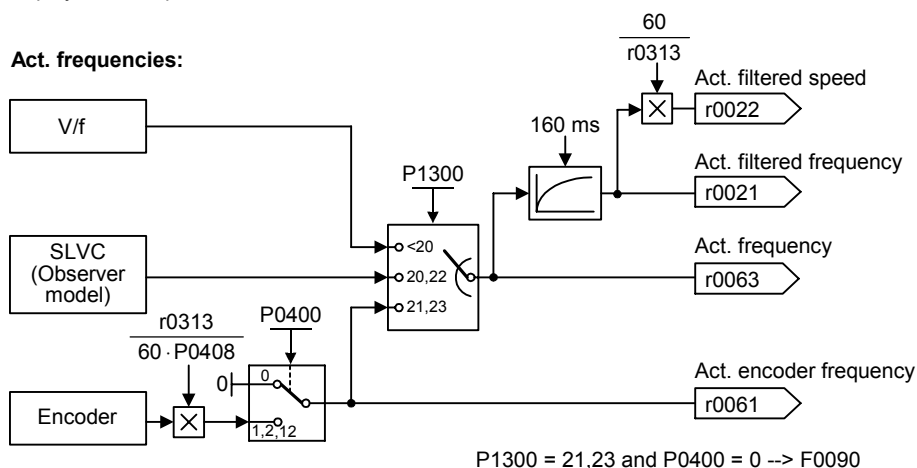 Act. frequencies:
60
r0313
Act. filtered speed
r0022
V/f
160 ms
Act. filtered frequency
r0021
P1300
<20
SLVC
(Observer
model)
20,22
Act. frequency
r0063
21,23
r0313
60 · P0408
P0400
0
0
1,2,12
Encoder
Act. encoder frequency
r0061
P1300 = 21,23 and P0400 = 0 --> F0090